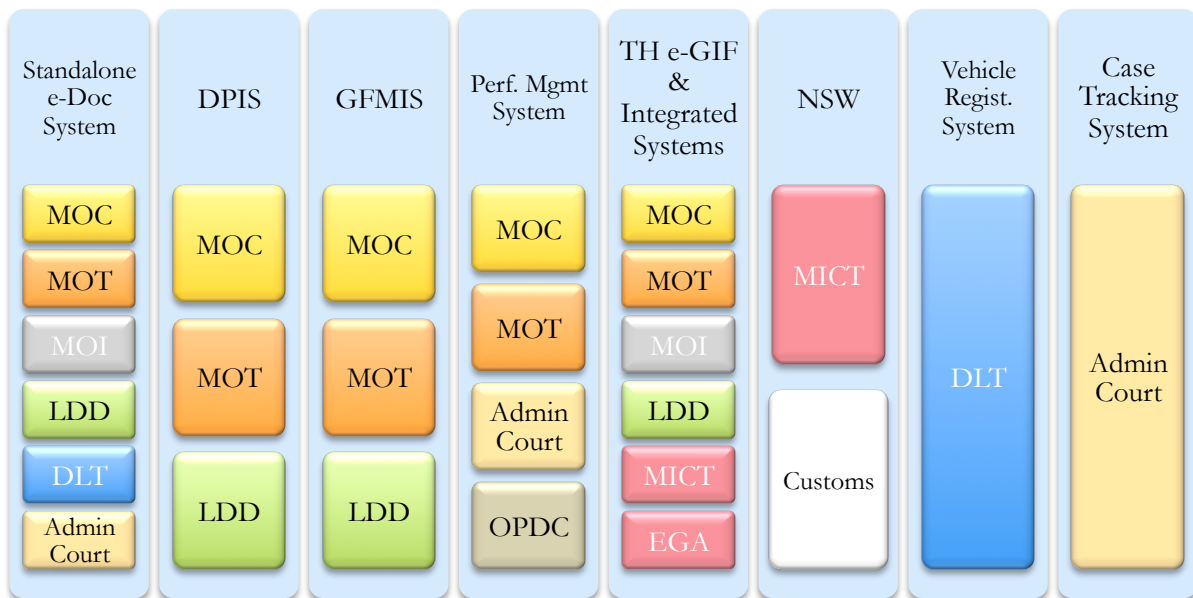 Standalone
e-Doc
System
MOC
MOT
MOI
LDD
DLT
Admin
Court
DPIS
MOC
MOT
LDD
GFMIS
MOC
MOT
LDD
Perf. Mgmt
System
MOC
MOT
Admin
Court
OPDC
TH e-GIF
&
Integrated
Systems
MOC
MOT
MOI
LDD
MICT
EGA
NSW
MICT
Customs
Vehicle
Regist.
System
DLT
Case
Tracking
System
Admin
Court